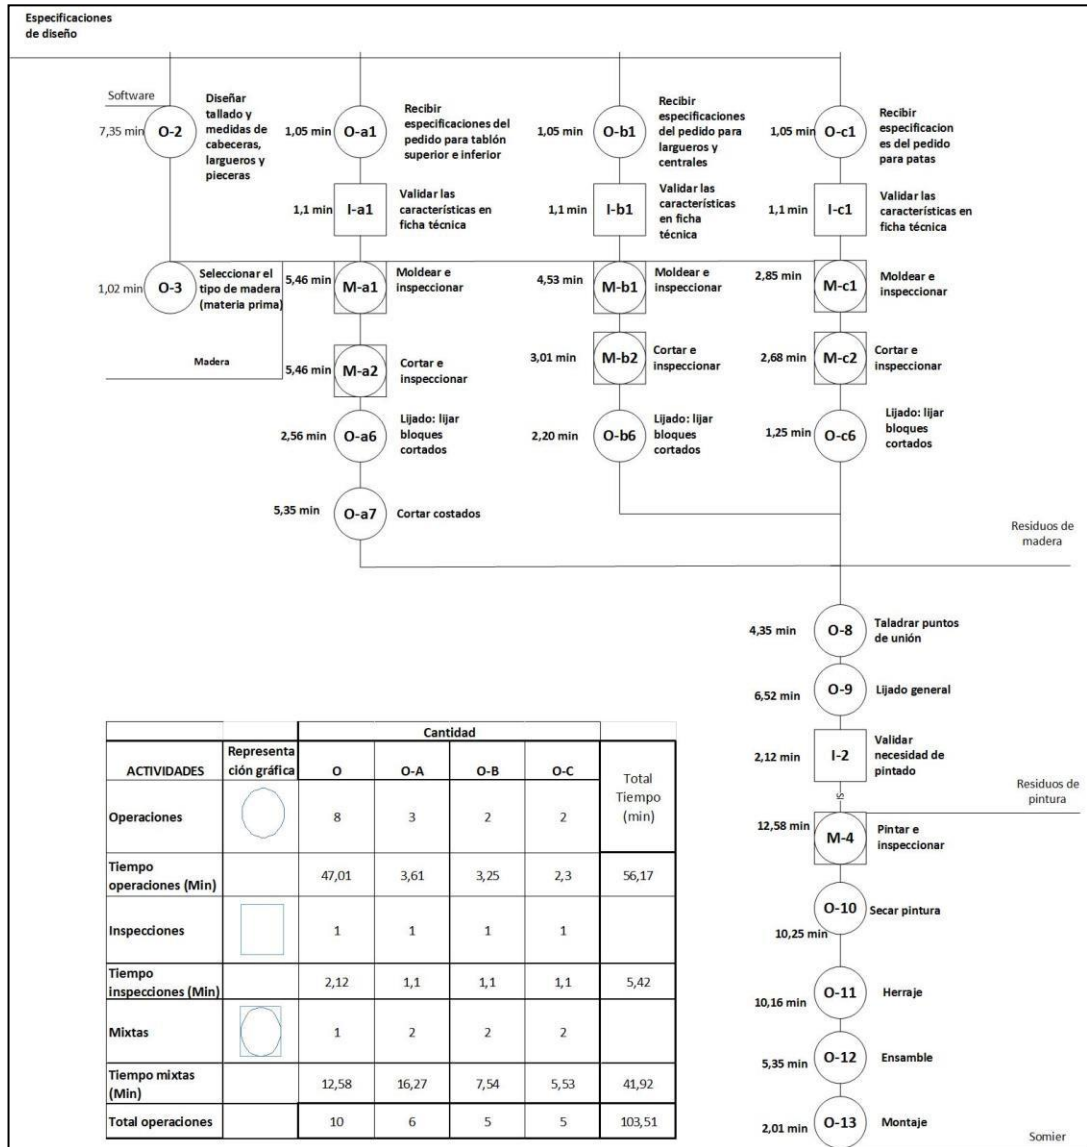 Especificaciones
de diseño
Software
7,35 min
O-2
Diseñar
tallado y
medidas de
cabeceras,
largueros y
pieceras
1,05 min
O-a1
Recibir
especificaciones del
pedido para tablón
superior e inferior
1,05 min
O-b1
Recibir
especificaciones
del pedido para
largueros y
centrales
1,05 min
O-c1
Recibir
especificacion
es del pedido
para patas
1,1 min
I-a1
Validar las
características en
ficha técnica
1,1 min
I-b1
Validar las
características
en ficha
técnica
1,1 min
I-c1
Validar las
características en
ficha técnica
1,02 min
O-3
Seleccionar el
tipo de madera
(materia prima)
5,46 min
M-a1
Moldear e
inspeccionar
4,53 min
M-b1
Moldear e
inspeccionar
2,85 min
M-c1
Moldear e
inspeccionar
Madera
5,46 min
M-a2
Cortar e
inspeccionar
3,01 min
M-b2
Cortar e
inspeccionar
2,68 min
M-c2
Cortar e
inspeccionar
2,56 min
O-a6
Lijado: lijar
bloques
cortados
2,20 min
O-b6
Lijado: lijar
bloques
cortados
1,25 min
O-c6
Lijado: lijar
bloques
cortados
5,35 min
O-a7
Cortar costados
Residuos de
madera
4,35 min
O-8
Taladrar puntos
de unión
6,52 min
O-9
Lijado general
2,12 min
I-2
Validar
necesidad de
pintado
Residuos de
pintura
12,58 min
M-4
Pintar e
inspeccionar
O-10
Secar pintura
10,25 min
10,16 min
O-11
Herraje
5,35 min
O-12
Ensamble
2,01 min
O-13
Montaje
Somier
Cantidad
ACTIVIDADES
Representa
ción gráfica
O
O-A
O-B
O-C
Total
Tiempo
(min)
Operaciones
8
3
2
2
Tiempo
operaciones (Min)
47,01
3,61
3,25
2,3
56,17
Inspecciones
1
1
1
1
Tiempo
inspecciones (Min)
2,12
1,1
1,1
1,1
5,42
Mixtas
1
2
2
2
Tiempo mixtas
(Min)
12,58
16,27
7,54
5,53
41,92
Total operaciones
10
6
5
5
103,51